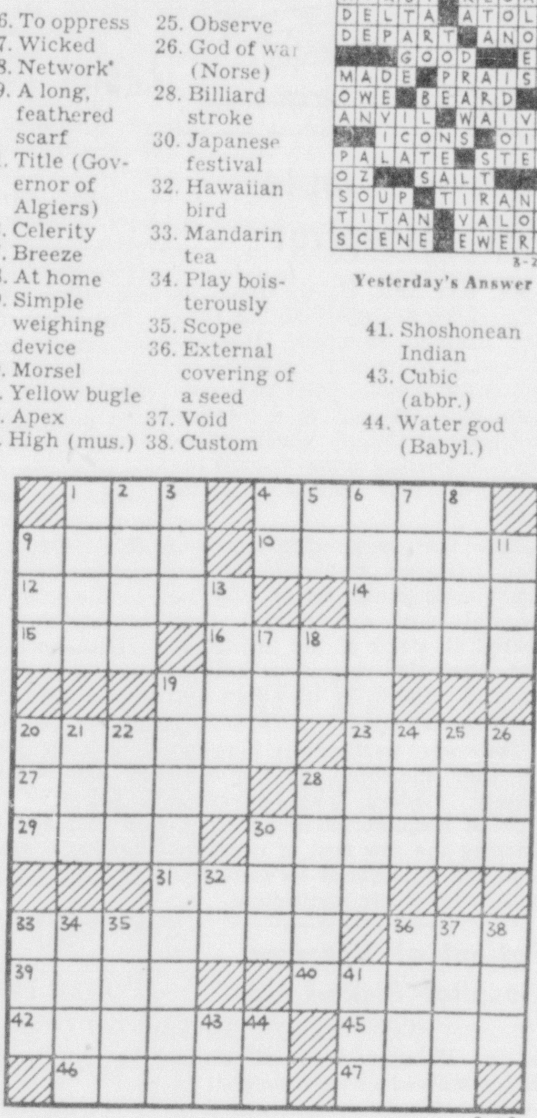 6. To oppress
7. Wicked
8. Network*
9. A long,
feathered
scarf
. Title (Gov-
ernor of
Algiers)
. Celerity
. Breeze
. At home
. Simple
weighing
device
. Morsel
. Yellow bugle
. Apex
. High (mus.)
25. Observe
26. God of war
(Norse)
28. Billiard
stroke
30. Japanese
festival
32. Hawaiian
bird
33. Mandarin
tea
34. Play bois-
terously
35. Scope
36. External
covering of
a seed
37. Void
38. Custom
DELTA ATOL
DEPART ANO
GOOD E
MADE PRAIS
OWE BEARD
ANVIL WAIV
ICONS OI
PALATE STE
OZ SALT
SOUP TIRAN
TITAN VALO
SCENE EWER
8-2
Yesterday's Answer
41. Shoshonean
Indian
43. Cubic
(abbr.)
44. Water god
(Babyl.)
1 2 3 4 5 6 7 8
9 10 11
12 13 14
15 16 17 18
19
20 21 22 23 24 25 26
27 28
29 30
31 32
33 34 35 36 37 38
39 40 41
42 43 44 45
46 47